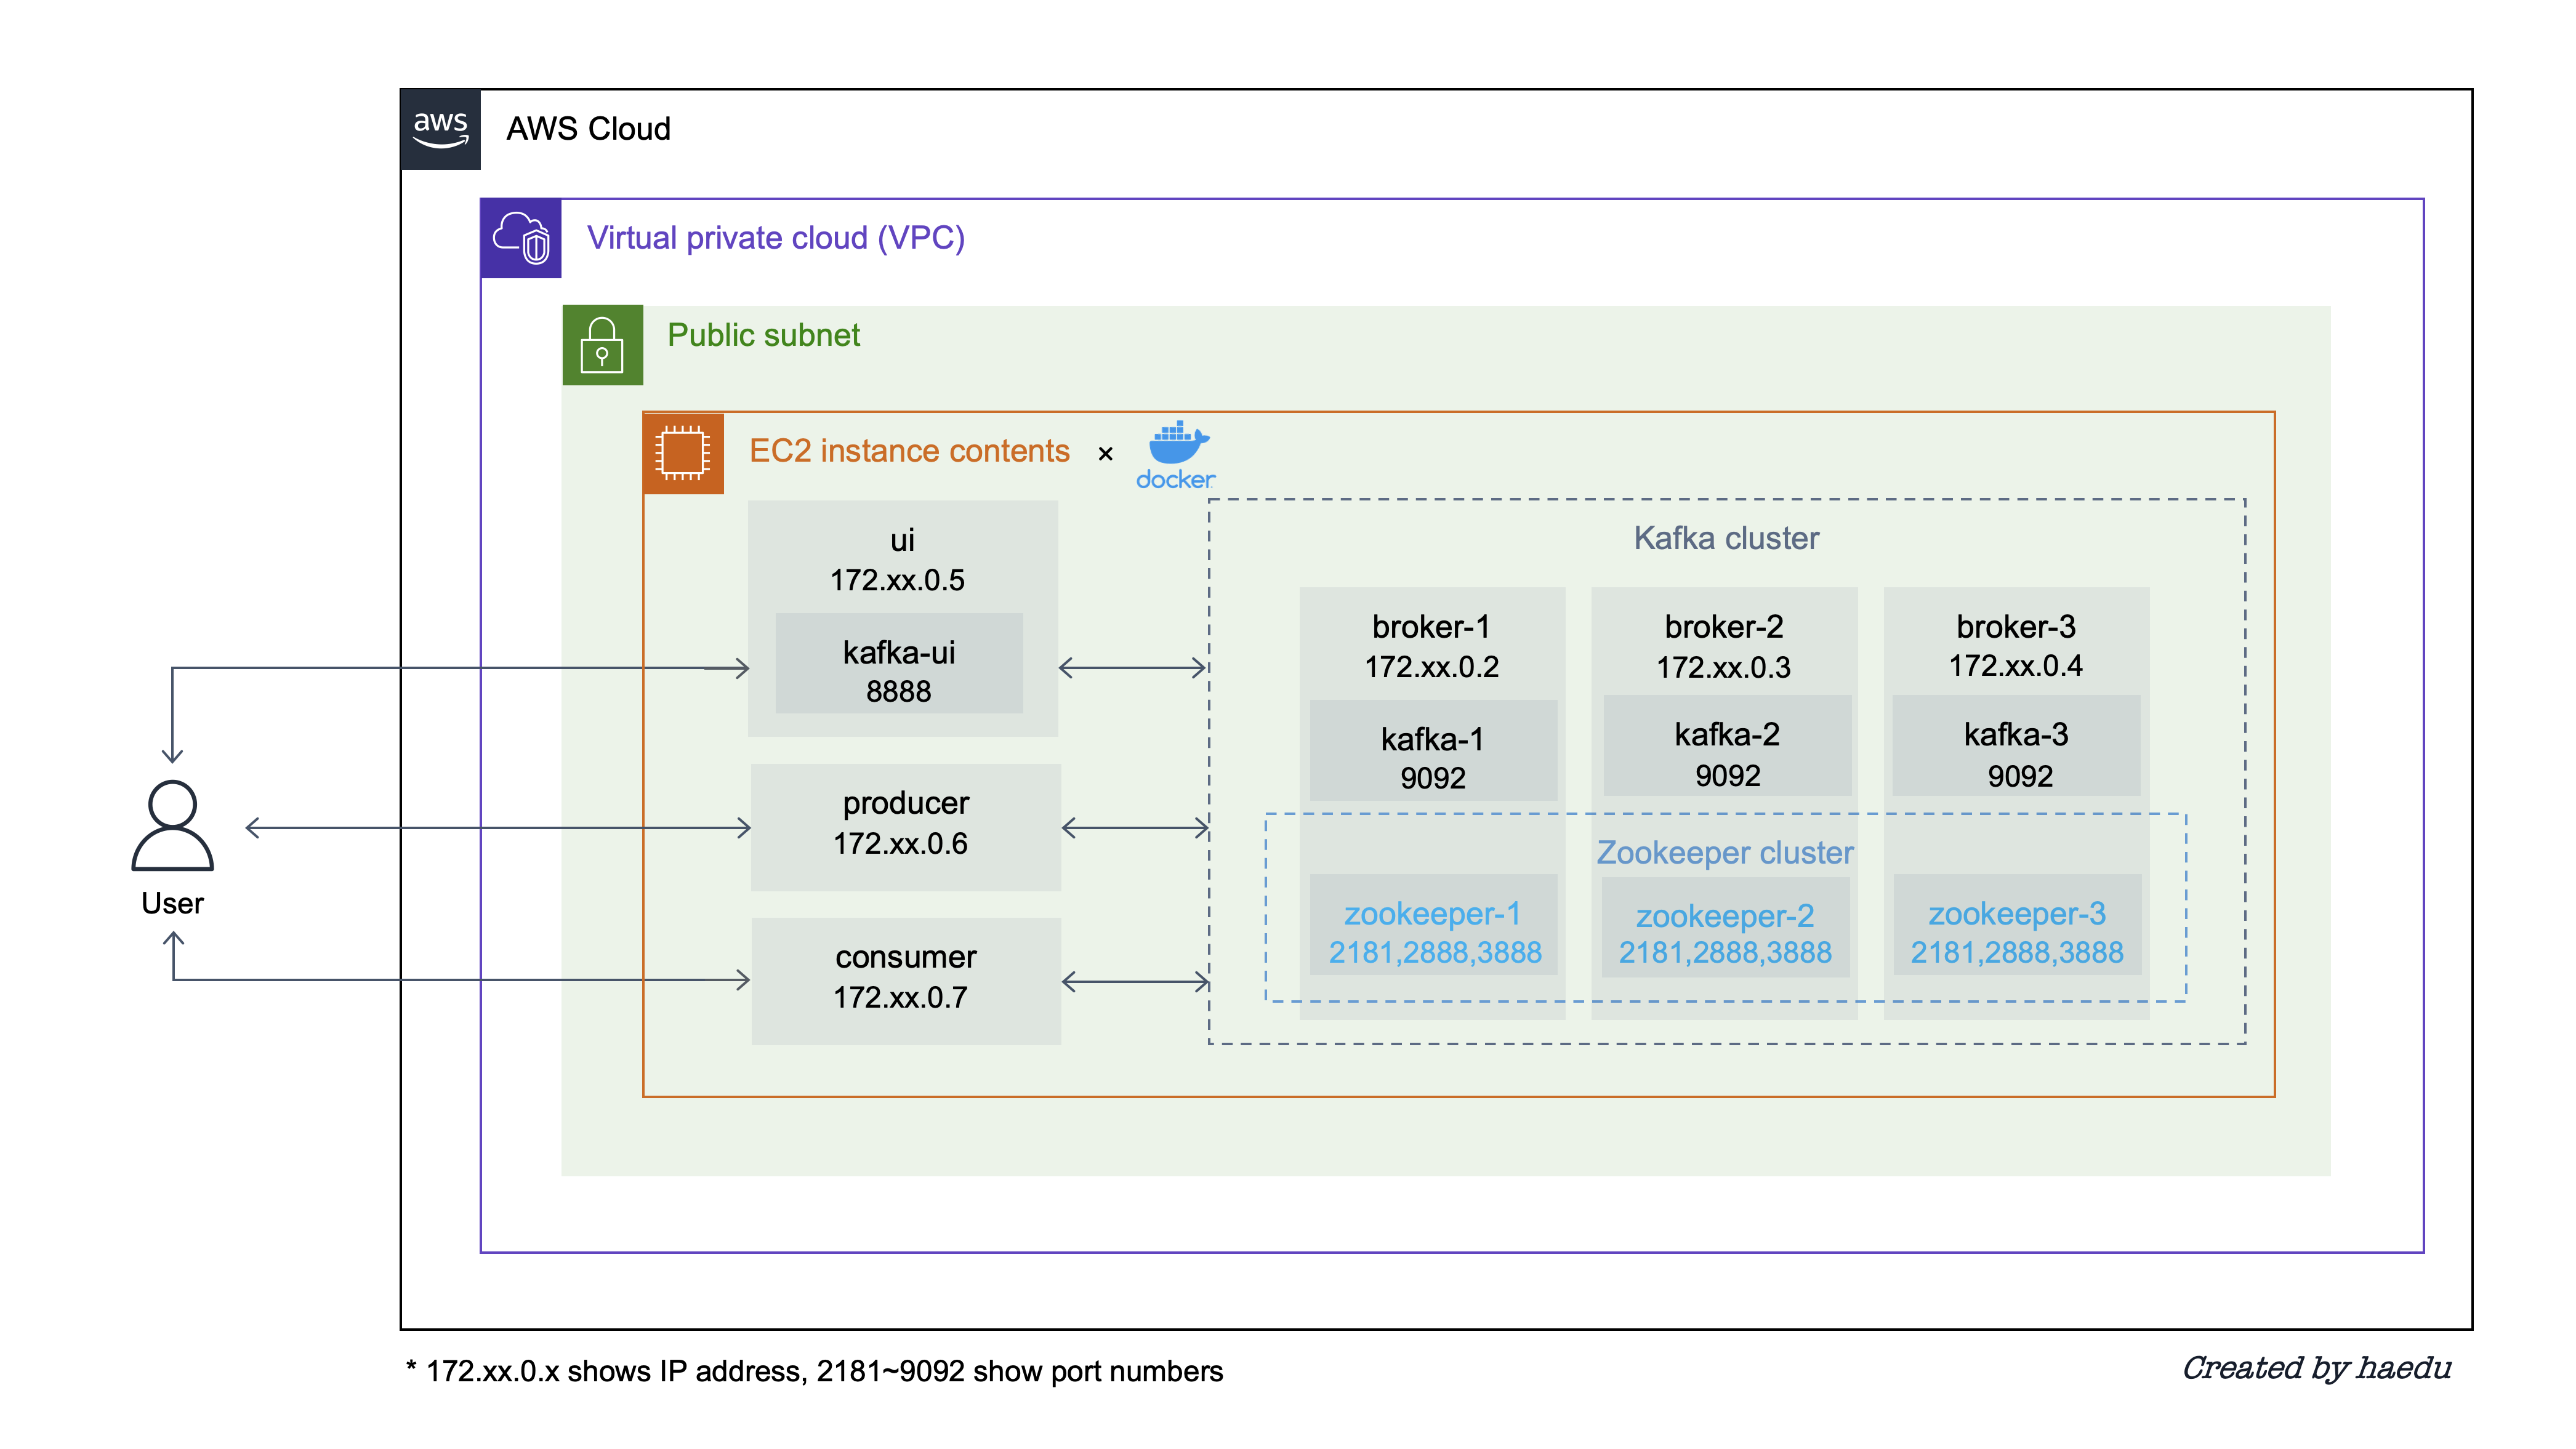 aws
AWS Cloud
Virtual private cloud (VPC)
Public subnet
EC2 instance contents × docker
ui
172.xx.0.5
kafka-ui
8888
producer
172.xx.0.6
consumer
172.xx.0.7
User
Kafka cluster
broker-1
172.xx.0.2
kafka-1
9092
broker-2
172.xx.0.3
kafka-2
9092
broker-3
172.xx.0.4
kafka-3
9092
Zookeeper cluster
zookeeper-1
2181,2888,3888
zookeeper-2
2181,2888,3888
zookeeper-3
2181,2888,3888
* 172.xx.0.x shows IP address, 2181~9092 show port numbers
Created by haedu